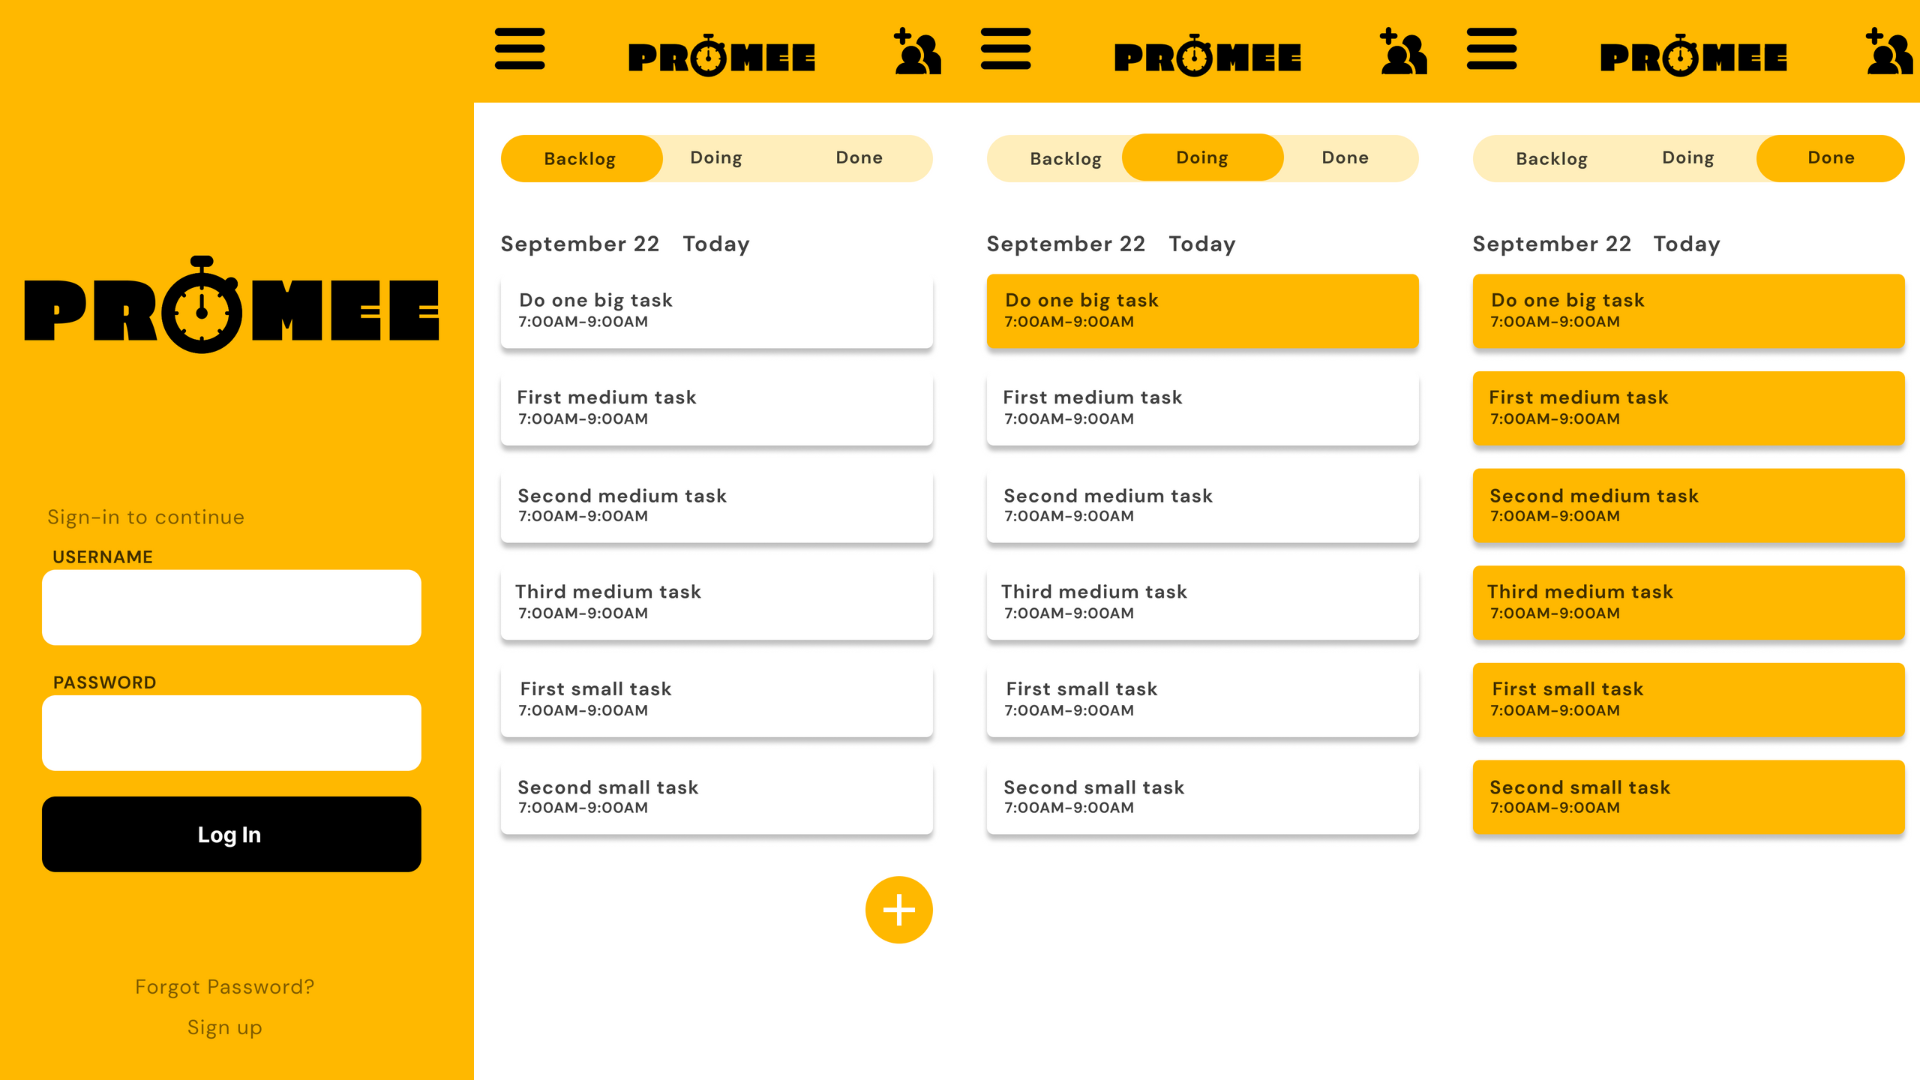 PROMEE
Sign-in to continue
USERNAME
PASSWORD
Log In
Forgot Password?
Sign up
PROMEE
Backlog Doing Done
September 22 Today
Do one big task
7:00AM-9:00AM
First medium task
7:00AM-9:00AM
Second medium task
7:00AM-9:00AM
Third medium task
7:00AM-9:00AM
First small task
7:00AM-9:00AM
Second small task
7:00AM-9:00AM
PROMEE
Backlog Doing Done
September 22 Today
Do one big task
7:00AM-9:00AM
First medium task
7:00AM-9:00AM
Second medium task
7:00AM-9:00AM
Third medium task
7:00AM-9:00AM
First small task
7:00AM-9:00AM
Second small task
7:00AM-9:00AM
PROMEE
Backlog Doing Done
September 22 Today
Do one big task
7:00AM-9:00AM
First medium task
7:00AM-9:00AM
Second medium task
7:00AM-9:00AM
Third medium task
7:00AM-9:00AM
First small task
7:00AM-9:00AM
Second small task
7:00AM-9:00AM